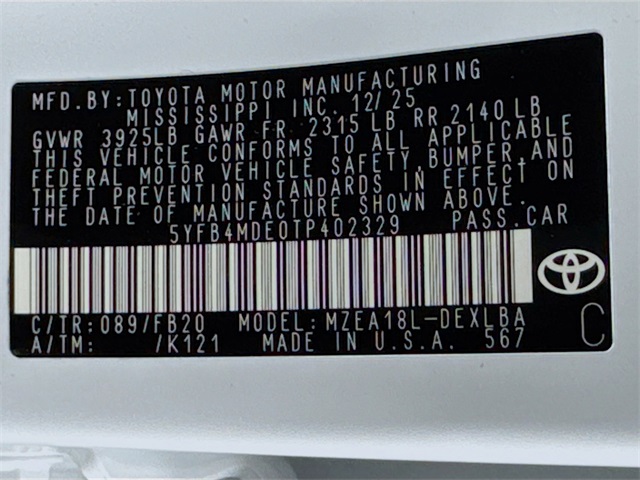 MFD.BY:TOYOTA MOTOR MANUFACTURING
MISSISSIPPI INC. 12/25
GVWR 3925LB GAWR FR 2315 LB RR 2140 LB
THIS VEHICLE CONFORMS TO ALL APPLICABLE
FEDERAL MOTOR VEHICLE SAFETY,BUMPER,AND
THEFT PREVENTION STANDARDS IN EFFECT ON
THE DATE OF MANUFACTURE SHOWN ABOVE.
5YFB4MDE0TP402329 PASS.CAR
C/TR:089/FB20 MODEL:MZEA18L-DEXLBA
A/TM: /K121 MADE IN U.S.A. 567
C